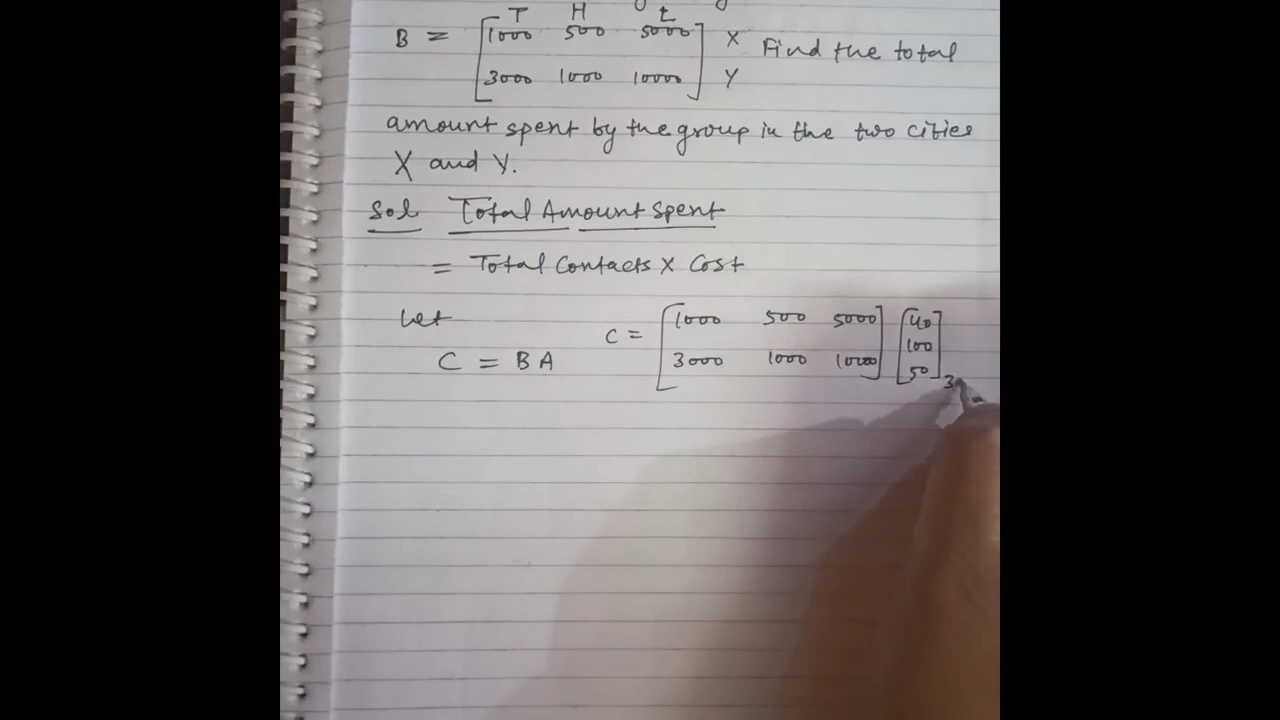 T H L
B = [1000 500 5000] X Find the total
[3000 1000 10000] Y
amount spent by the group in the two cities
X and Y.
Sol Total Amount Spent
= Total Contacts × Cost
Let
C = BA
C = [1000 500 5000] [40
3000 1000 10000] 100
50] 3